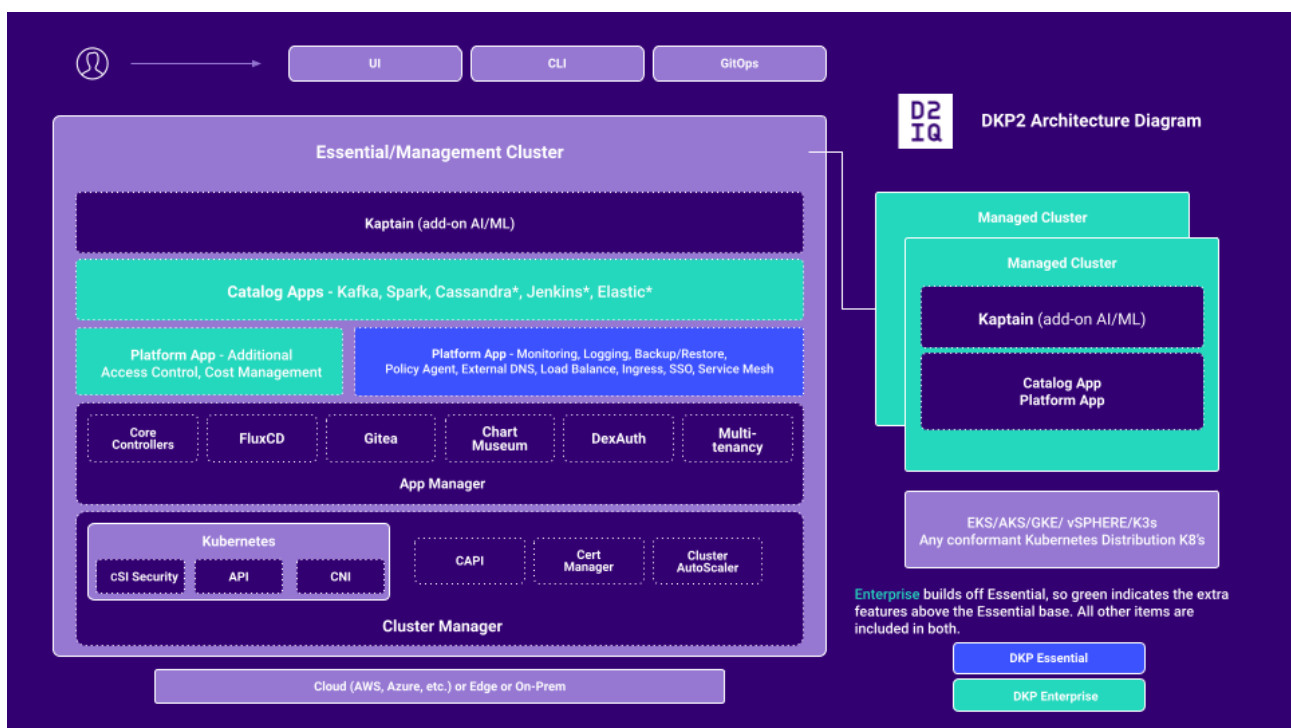 UI
CLI
GitOps
D2
IQ
DKP2 Architecture Diagram
Essential/Management Cluster
Kaptain (add-on AI/ML)
Catalog Apps - Kafka, Spark, Cassandra*, Jenkins*, Elastic*
Platform App - Additional
Access Control, Cost Management
Platform App - Monitoring, Logging, Backup/Restore,
Policy Agent, External DNS, Load Balance, Ingress, SSO, Service Mesh
Core
Controllers
FluxCD
Gitea
Chart
Museum
DexAuth
Multi-
tenancy
App Manager
Kubernetes
cSI Security
API
CNI
CAPI
Cert
Manager
Cluster
AutoScaler
Cluster Manager
Cloud (AWS, Azure, etc.) or Edge or On-Prem
Managed Cluster
Managed Cluster
Kaptain (add-on AI/ML)
Catalog App
Platform App
EKS/AKS/GKE/ vSPHERE/K3s
Any conformant Kubernetes Distribution K8's
Enterprise builds off Essential, so green indicates the extra
features above the Essential base. All other items are
included in both.
DKP Essential
DKP Enterprise